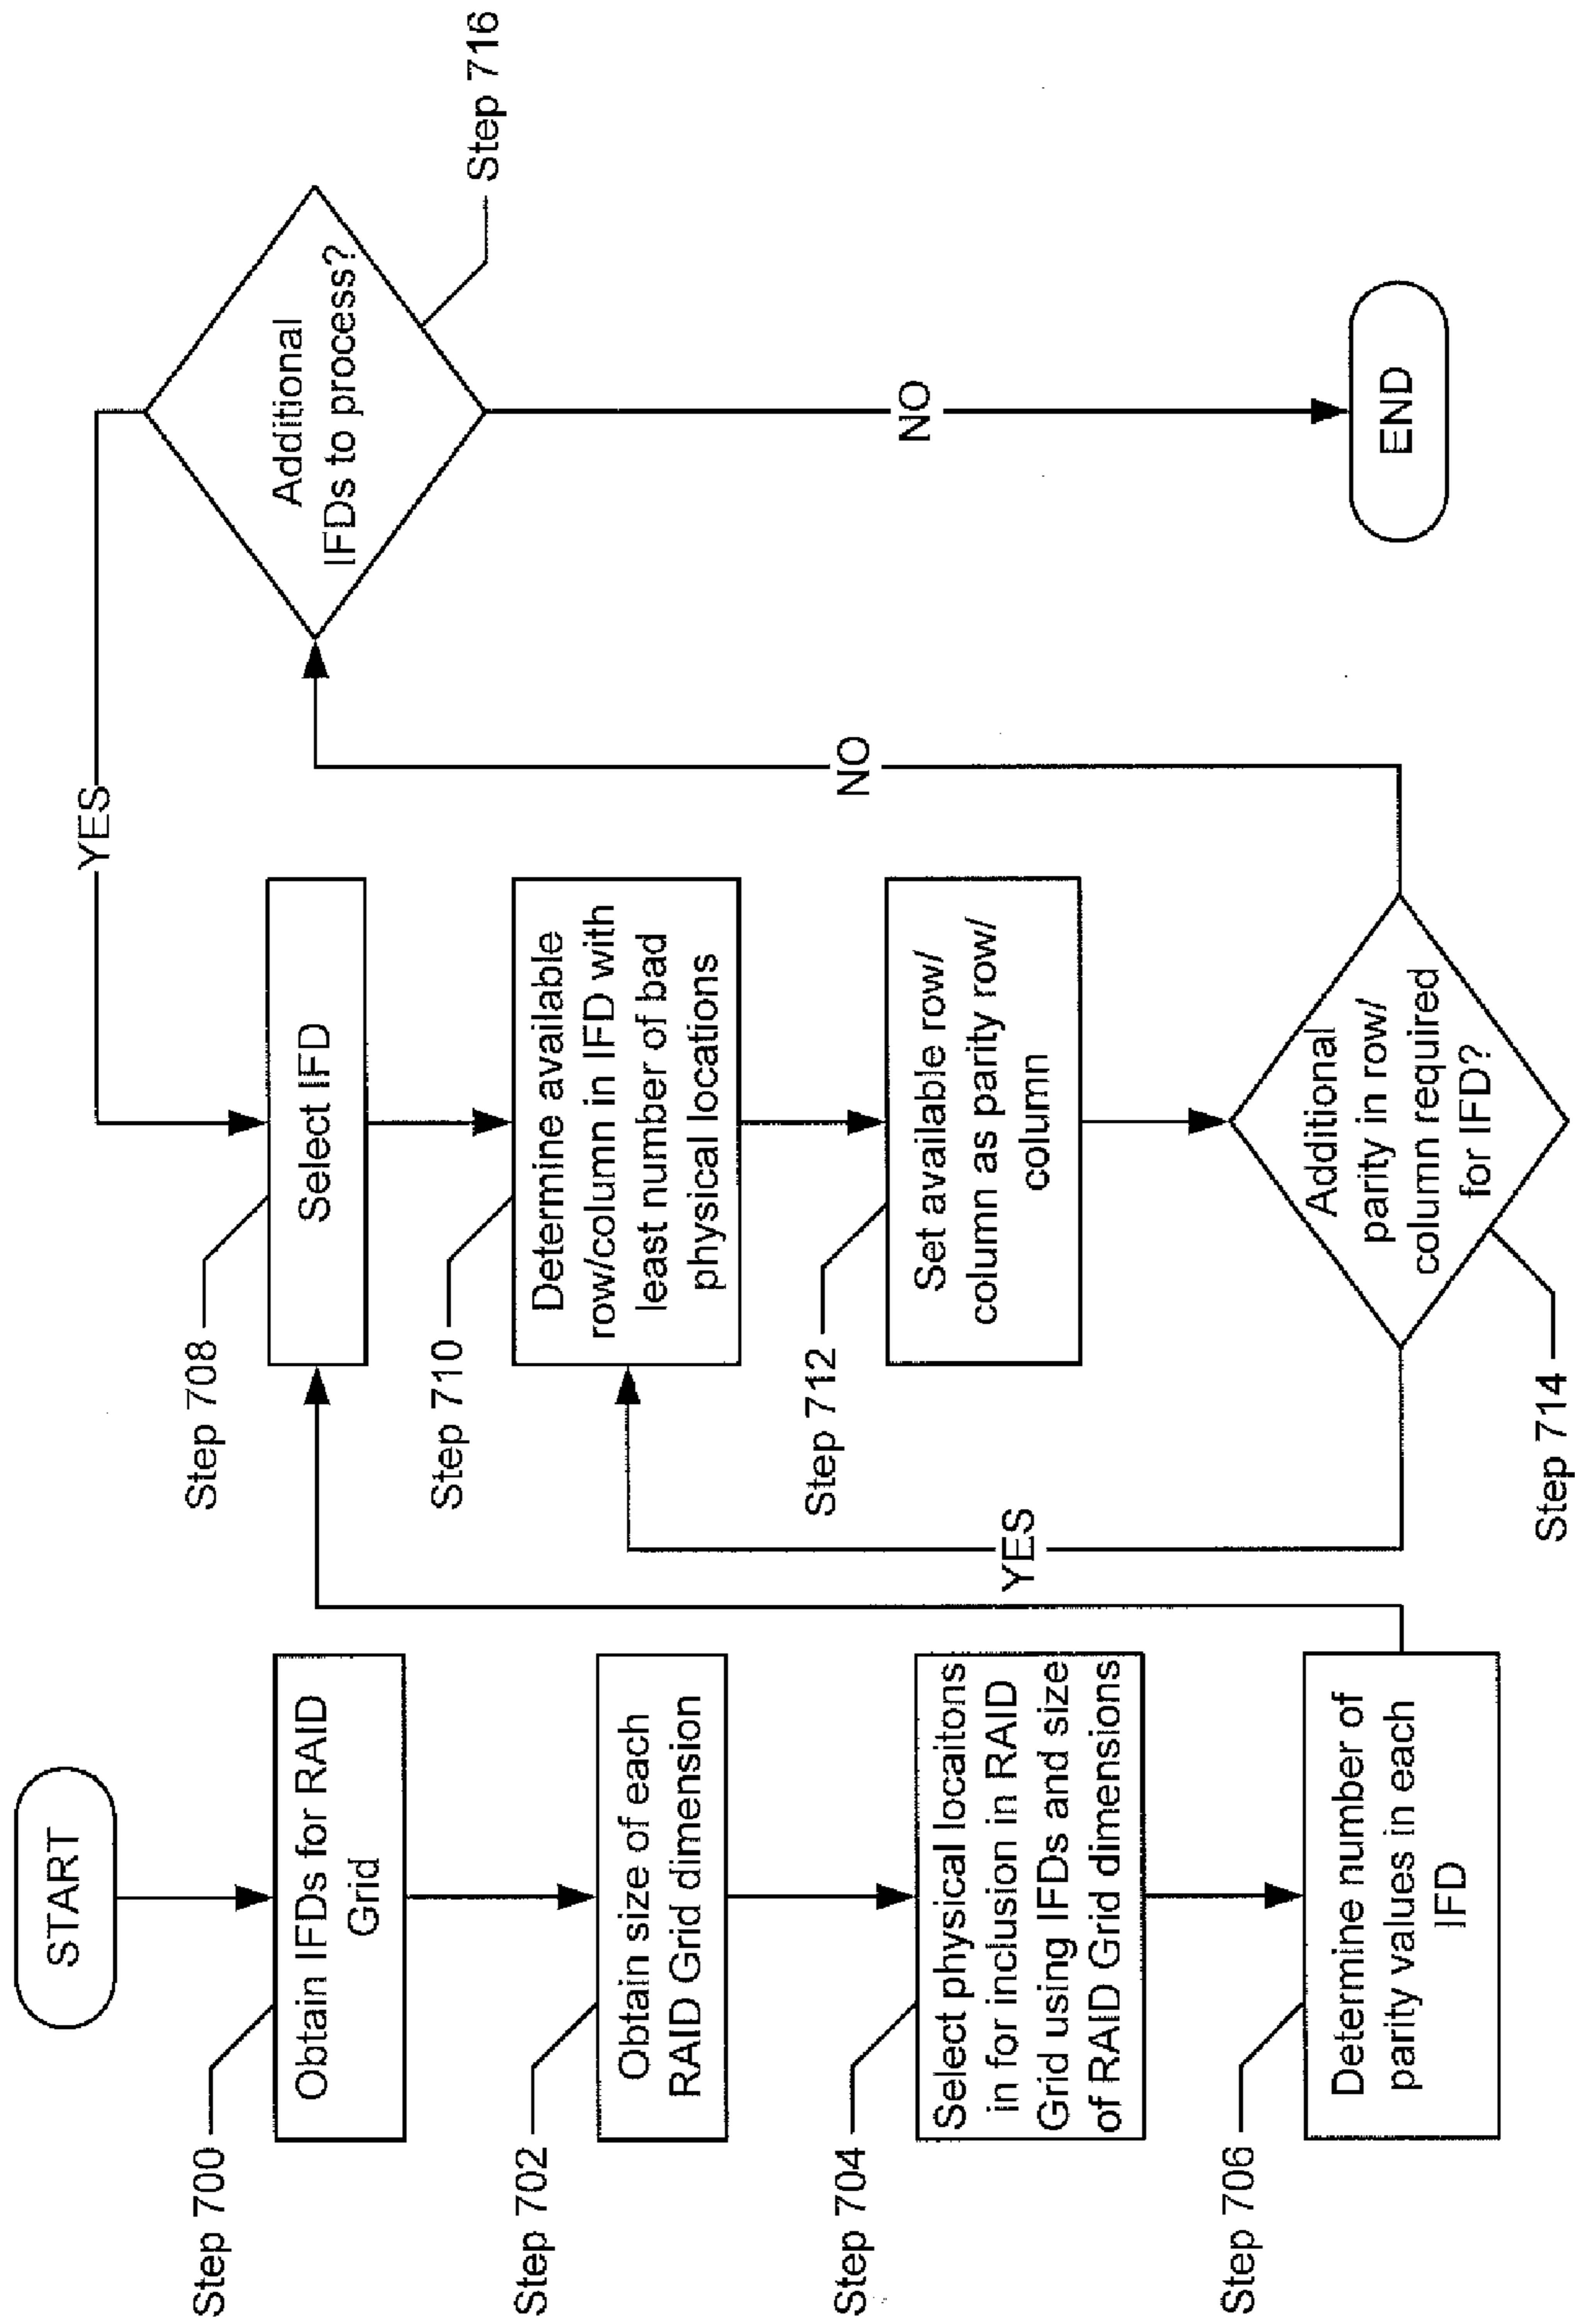 START
Step 700
Obtain IFDs for RAID
Grid
Step 702
Obtain size of each
RAID Grid dimension
Step 704
Select physical locaitons
in for inclusion in RAID
Grid using IFDs and size
of RAID Grid dimensions
Step 706
Determine number of
parity values in each
IFD
YES
Step 708
Select IFD
Step 710
Determine available
row/column in IFD with
least number of bad
physical locations
Step 712
Set available row/
column as parity row/
column
YES
Additional
parity in row/
column required
for IFD?
Step 714
NO
Additional
IFDs to process?
Step 716
NO
END